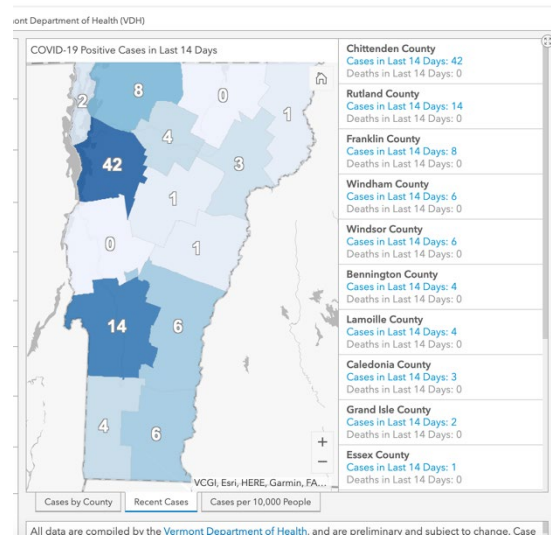 mont Department of Health (VDH)
COVID-19 Positive Cases in Last 14 Days
2
8
0
1
4
42
3
1
0
1
14
6
4
6
+
−
VCGI, Esri, HERE, Garmin, FA...
Chittenden County
Cases in Last 14 Days: 42
Deaths in Last 14 Days: 0
Rutland County
Cases in Last 14 Days: 14
Deaths in Last 14 Days: 0
Franklin County
Cases in Last 14 Days: 8
Deaths in Last 14 Days: 0
Windham County
Cases in Last 14 Days: 6
Deaths in Last 14 Days: 0
Windsor County
Cases in Last 14 Days: 6
Deaths in Last 14 Days: 0
Bennington County
Cases in Last 14 Days: 4
Deaths in Last 14 Days: 0
Lamoille County
Cases in Last 14 Days: 4
Deaths in Last 14 Days: 0
Caledonia County
Cases in Last 14 Days: 3
Deaths in Last 14 Days: 0
Grand Isle County
Cases in Last 14 Days: 2
Deaths in Last 14 Days: 0
Essex County
Cases in Last 14 Days: 1
Deaths in Last 14 Days: 0
Cases by County
Recent Cases
Cases per 10,000 People
All data are compiled by the Vermont Department of Health, and are preliminary and subject to change. Case